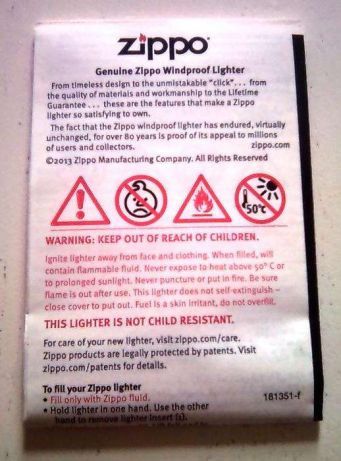 zippo
Genuine Zippo Windproof Lighter
From timeless design to the unmistakable "click"... from
the quality of materials and workmanship to the Lifetime
Guarantee ... these are the features that make a Zippo
lighter so satisfying to own.
The fact that the Zippo windproof lighter has endured, virtually
unchanged, for over 80 years is proof of its appeal to millions
of users and collectors. zippo.com
©2013 Zippo Manufacturing Company. All Rights Reserved
50°C
WARNING: KEEP OUT OF REACH OF CHILDREN.
Ignite lighter away from face and clothing. When filled, will
contain flammable fluid. Never expose to heat above 50° C or
to prolonged sunlight. Never puncture or put in fire. Be sure
flame is out after use. This lighter does not self-extinguish –
close cover to put out. Fuel is skin irritant, do not overfill.
THIS LIGHTER IS NOT CHILD RESISTANT.
For care of your new lighter, visit zippo.com/care.
Zippo products are legally protected by patents. Visit
zippo.com/patents for details.
To fill your Zippo lighter
• Fill only with Zippo fluid. 181351-f
• Hold lighter in one hand. Use the other
hand to remove lighter insert (1).